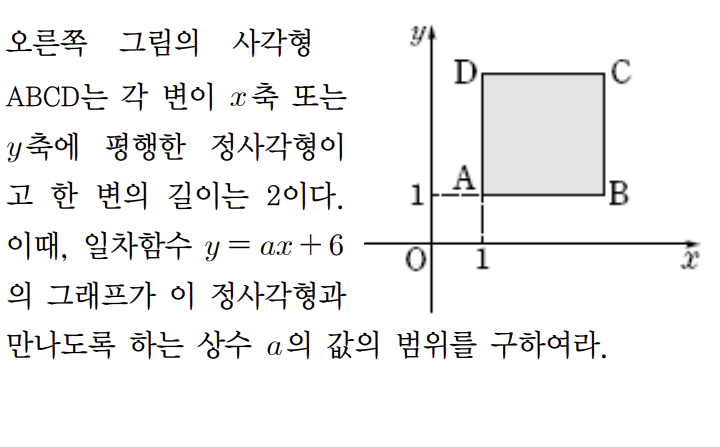 오른쪽 그림의 사각형
ABCD는 각 변이 x축 또는
y축에 평행한 정사각형이
고 한 변의 길이는 2이다.
이때, 일차함수 y = ax + 6
의 그래프가 이 정사각형과
만나도록 하는 상수 a의 값의 범위를 구하여라.
y
D
C
A
1
B
O
1
x